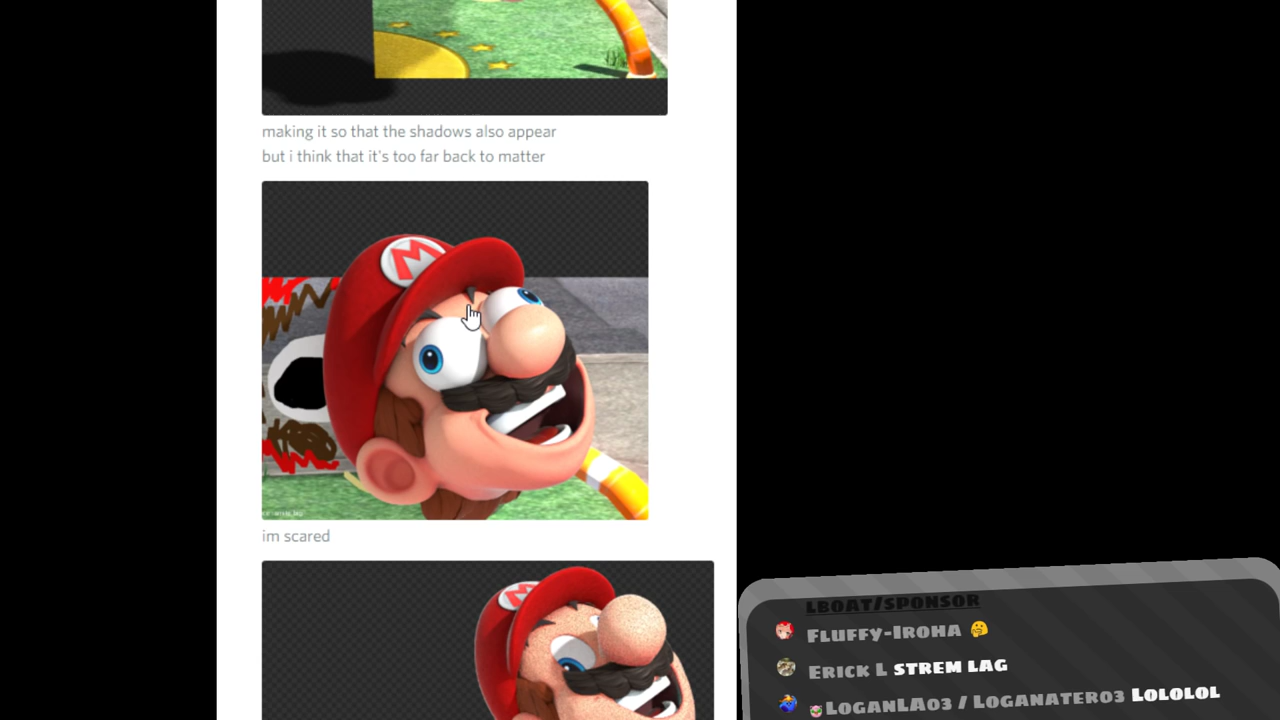 making it so that the shadows also appear
but i think that it's too far back to matter
M
im scared
M
LBOAT/SPONSOR
Fluffy-Iroha 🤔
Erick L STREM LAG
LoganLA03 / Loganater03 Lolololol